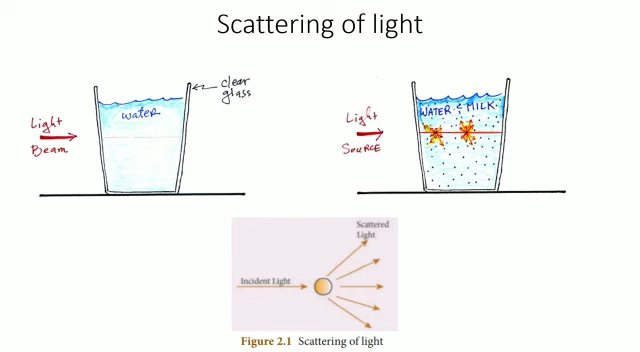 Scattering of light
clear
glass
water
Light
Beam
WATER & MILK
Light
SOURCE
Scattered
Light
Incident Light
Figure 2.1 Scattering of light